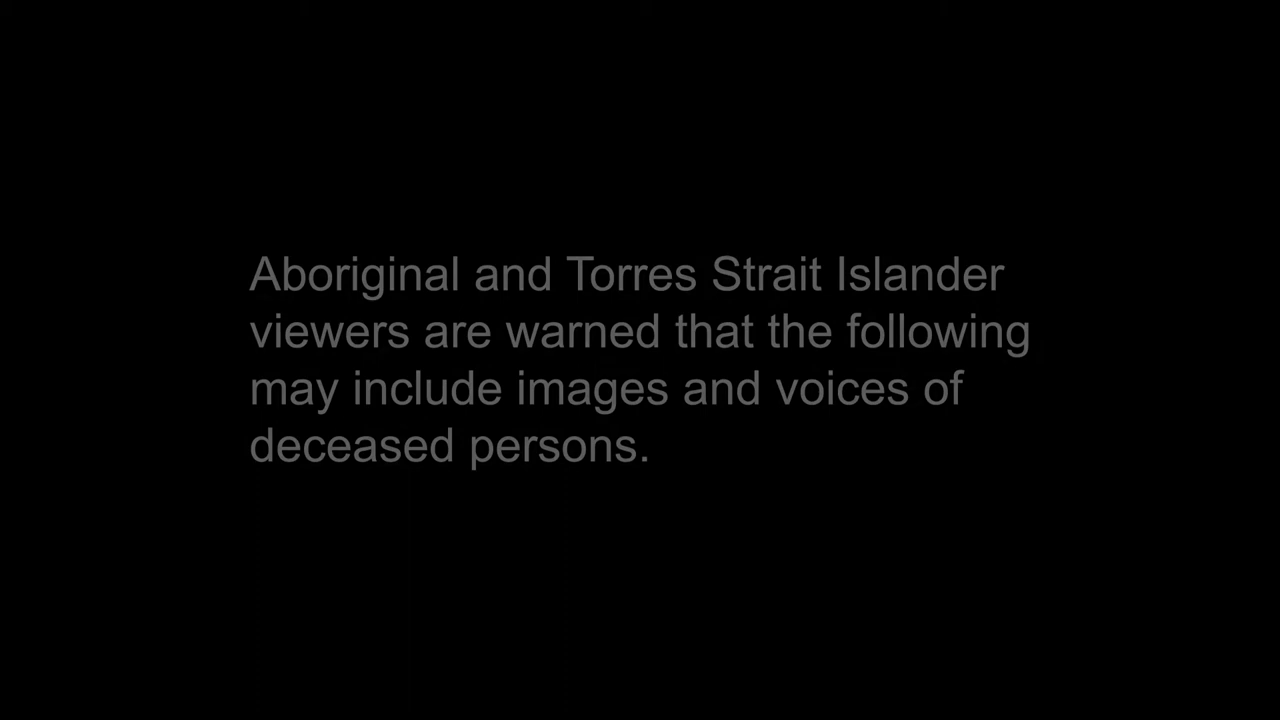 Aboriginal and Torres Strait Islander
viewers are warned that the following
may include images and voices of
deceased persons.